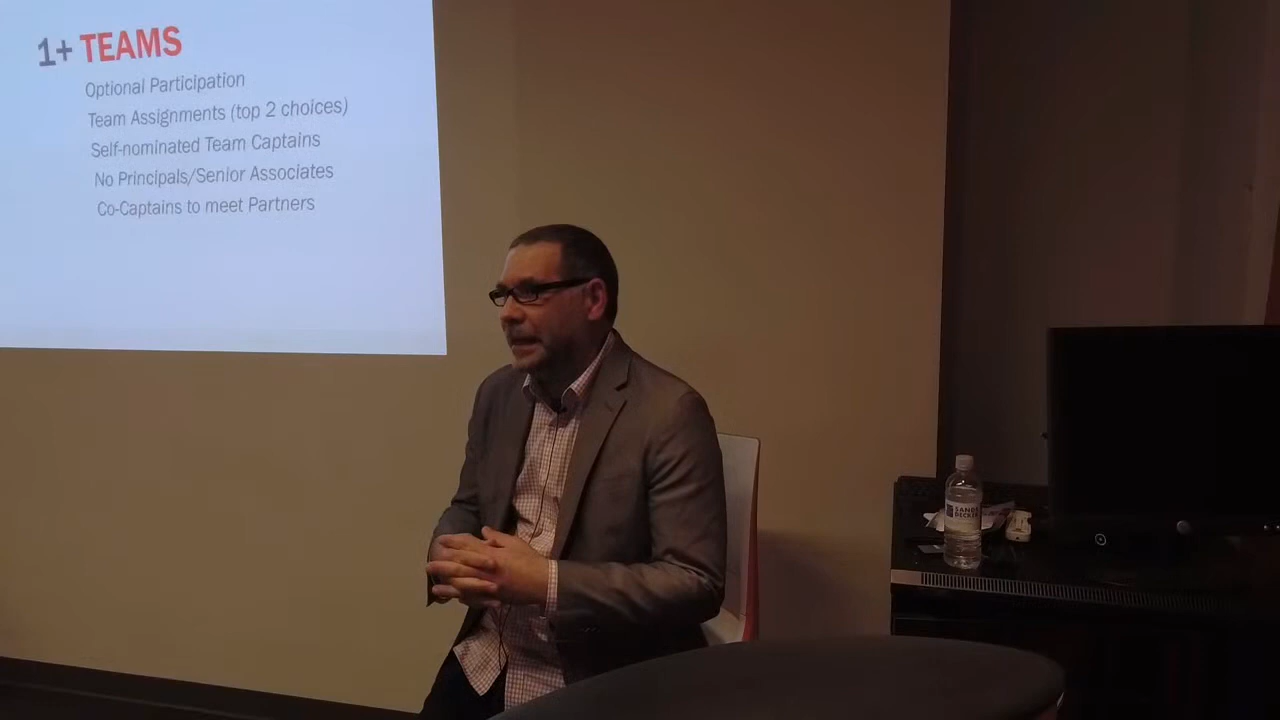 1+ TEAMS
Optional Participation
Team Assignments (top 2 choices)
Self-nominated Team Captains
No Principals/Senior Associates
Co-Captains to meet Partners